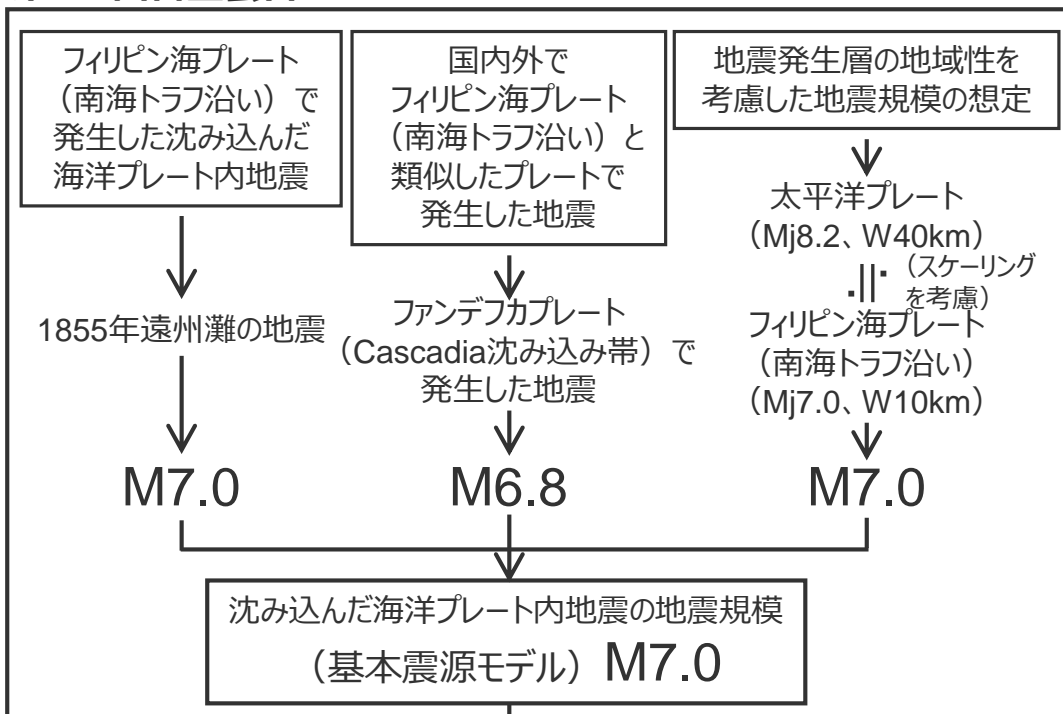 フィリピン海プレート
（南海トラフ沿い）で
発生した沈み込んだ
海洋プレート内地震
1855年遠州灘の地震
M7.0
国内外で
フィリピン海プレート
（南海トラフ沿い）と
類似したプレートで
発生した地震
ファンデフカプレート
（Cascadia沈み込み帯）で
発生した地震
M6.8
地震発生層の地域性を
考慮した地震規模の想定
太平洋プレート
（Mj8.2、W40km）
（スケーリング
を考慮）
フィリピン海プレート
（南海トラフ沿い）
（Mj7.0、W10km）
M7.0
沈み込んだ海洋プレート内地震の地震規模
（基本震源モデル）M7.0